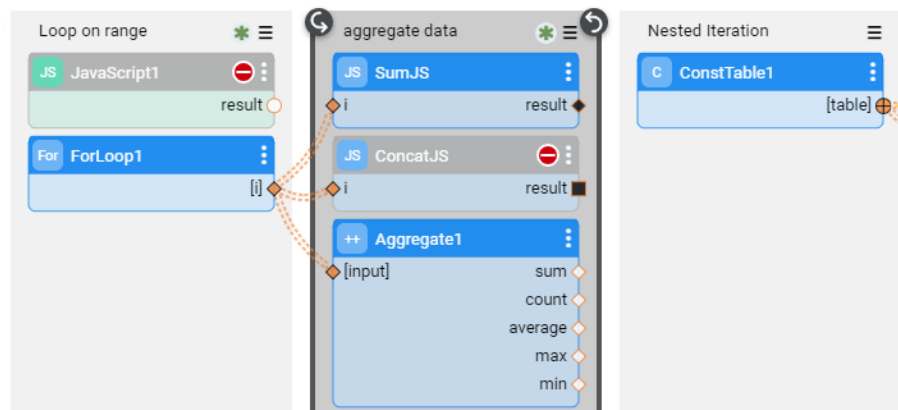 Loop on range
JS JavaScript1
result
For ForLoop1
[i]
aggregate data
JS SumJS
i result
JS ConcatJS
i result
++ Aggregate1
[input] sum
count
average
max
min
Nested Iteration
C ConstTable1
[table]